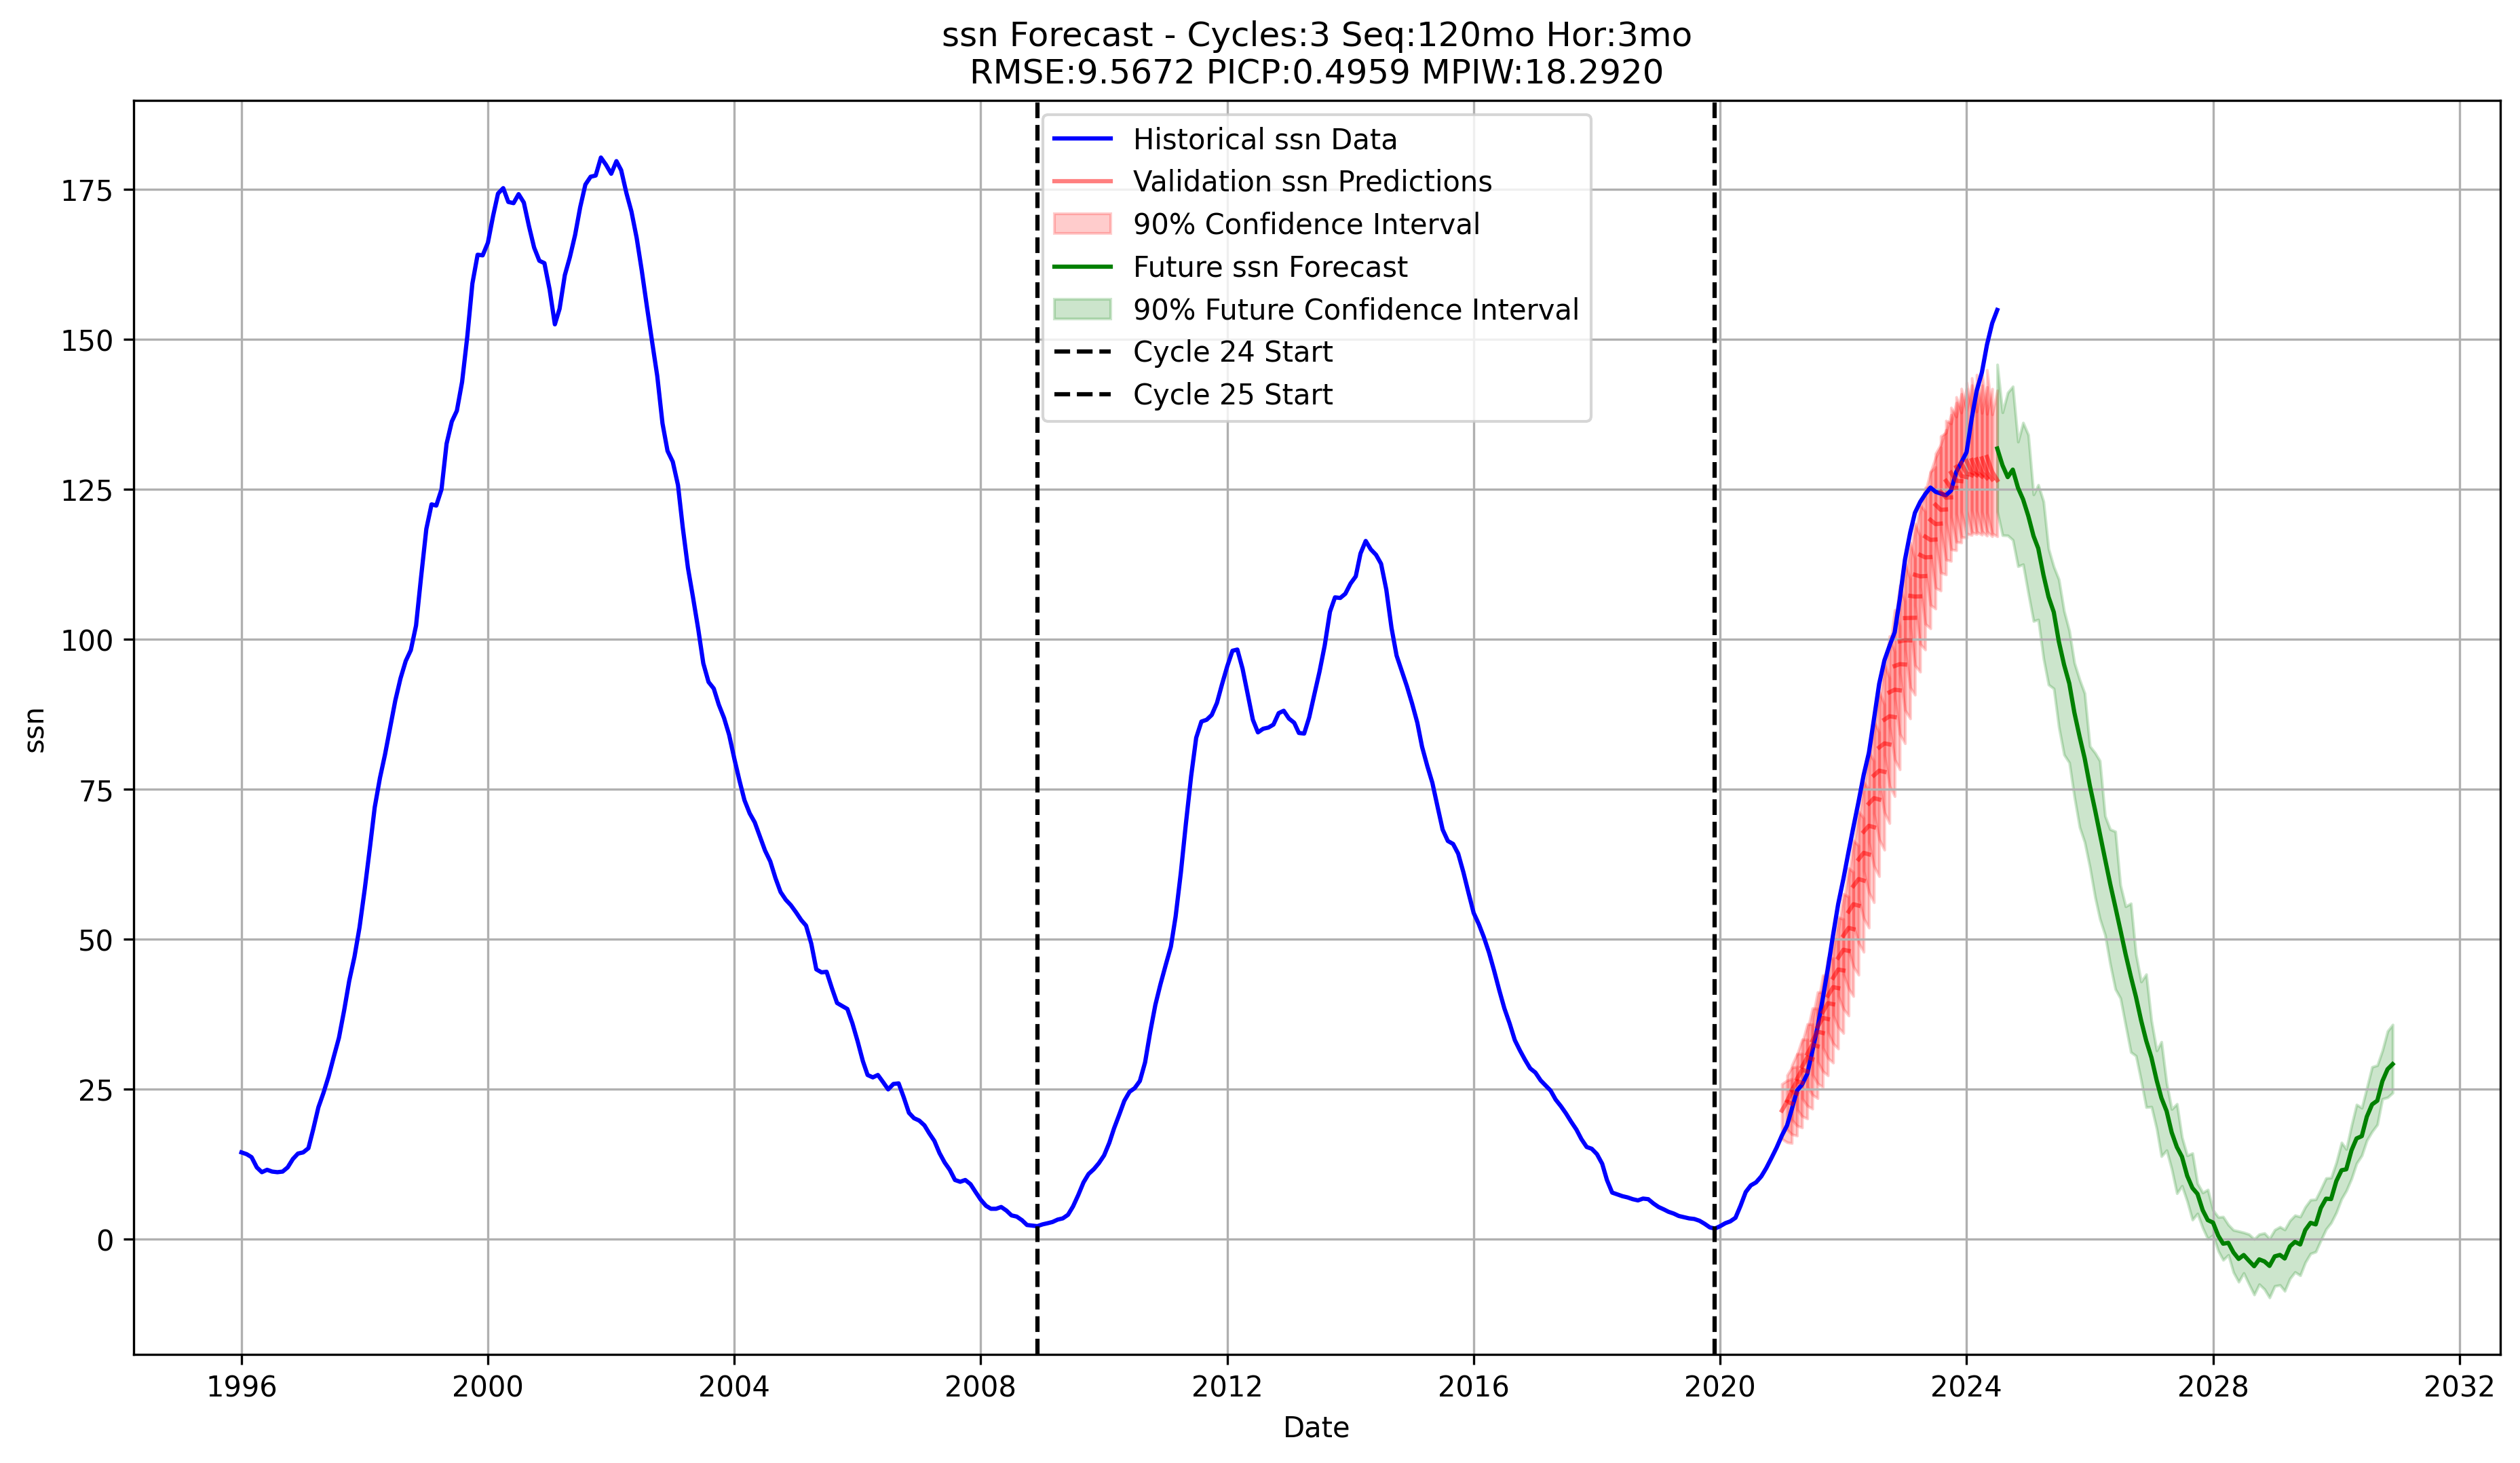 ssn Forecast - Cycles:3 Seq:120mo Hor:3mo
RMSE:9.5672 PICP:0.4959 MPIW:18.2920
Historical ssn Data
Validation ssn Predictions
90% Confidence Interval
Future ssn Forecast
90% Future Confidence Interval
Cycle 24 Start
Cycle 25 Start
175
150
125
100
75
50
25
0
ssn
1996 2000 2004 2008 2012 2016 2020 2024 2028 2032
Date